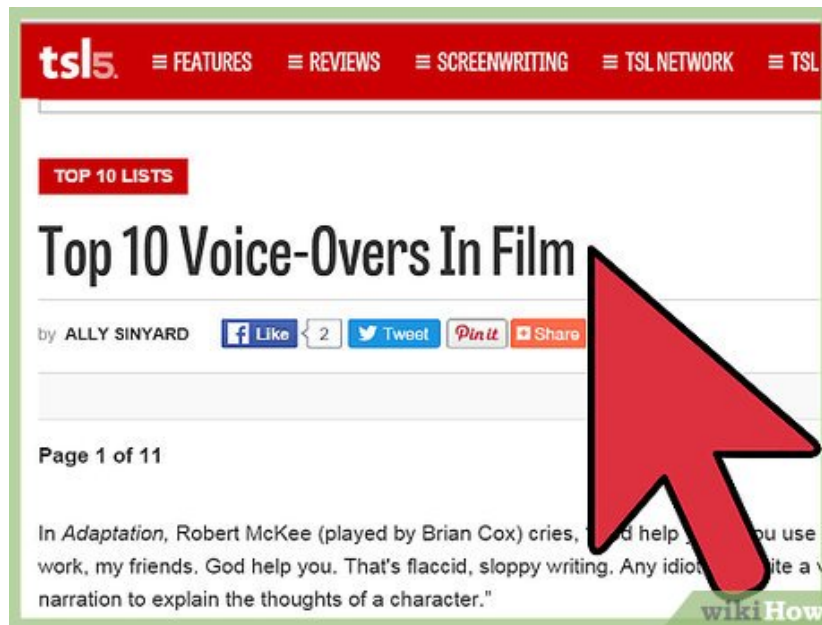 tsl5. ≡ FEATURES ≡ REVIEWS ≡ SCREENWRITING ≡ TSL NETWORK ≡ TSL
TOP 10 LISTS
Top 10 Voice-Overs In Film
by ALLY SINYARD Like 2 Tweet Pin it Share
Page 1 of 11
In Adaptation, Robert McKee (played by Brian Cox) cries, help use
work, my friends. God help you. That's flaccid, sloppy writing. Any idiot a
narration to explain the thoughts of a character."
wikiHow